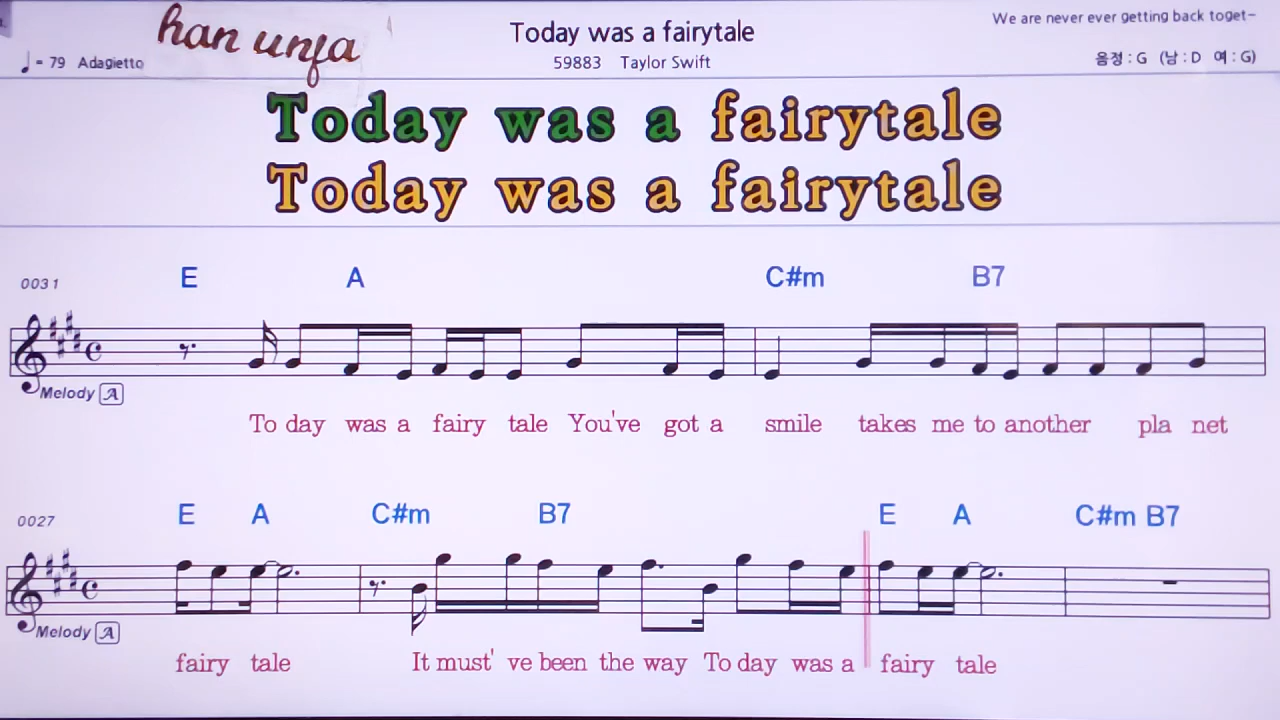 han unfa
Today was a fairytale
We are never ever getting back toget~
♩= 79 Adagietto
59883 Taylor Swift
음정 : G (남 : D 여 : G)
Today was a fairytale
Today was a fairytale
0031 E A C#m B7
Melody A
To day was a fairy tale You've got a smile takes me to another pla net
0027 E A C#m B7 E A C#m B7
Melody A
fairy tale It must' ve been the way To day was a fairy tale